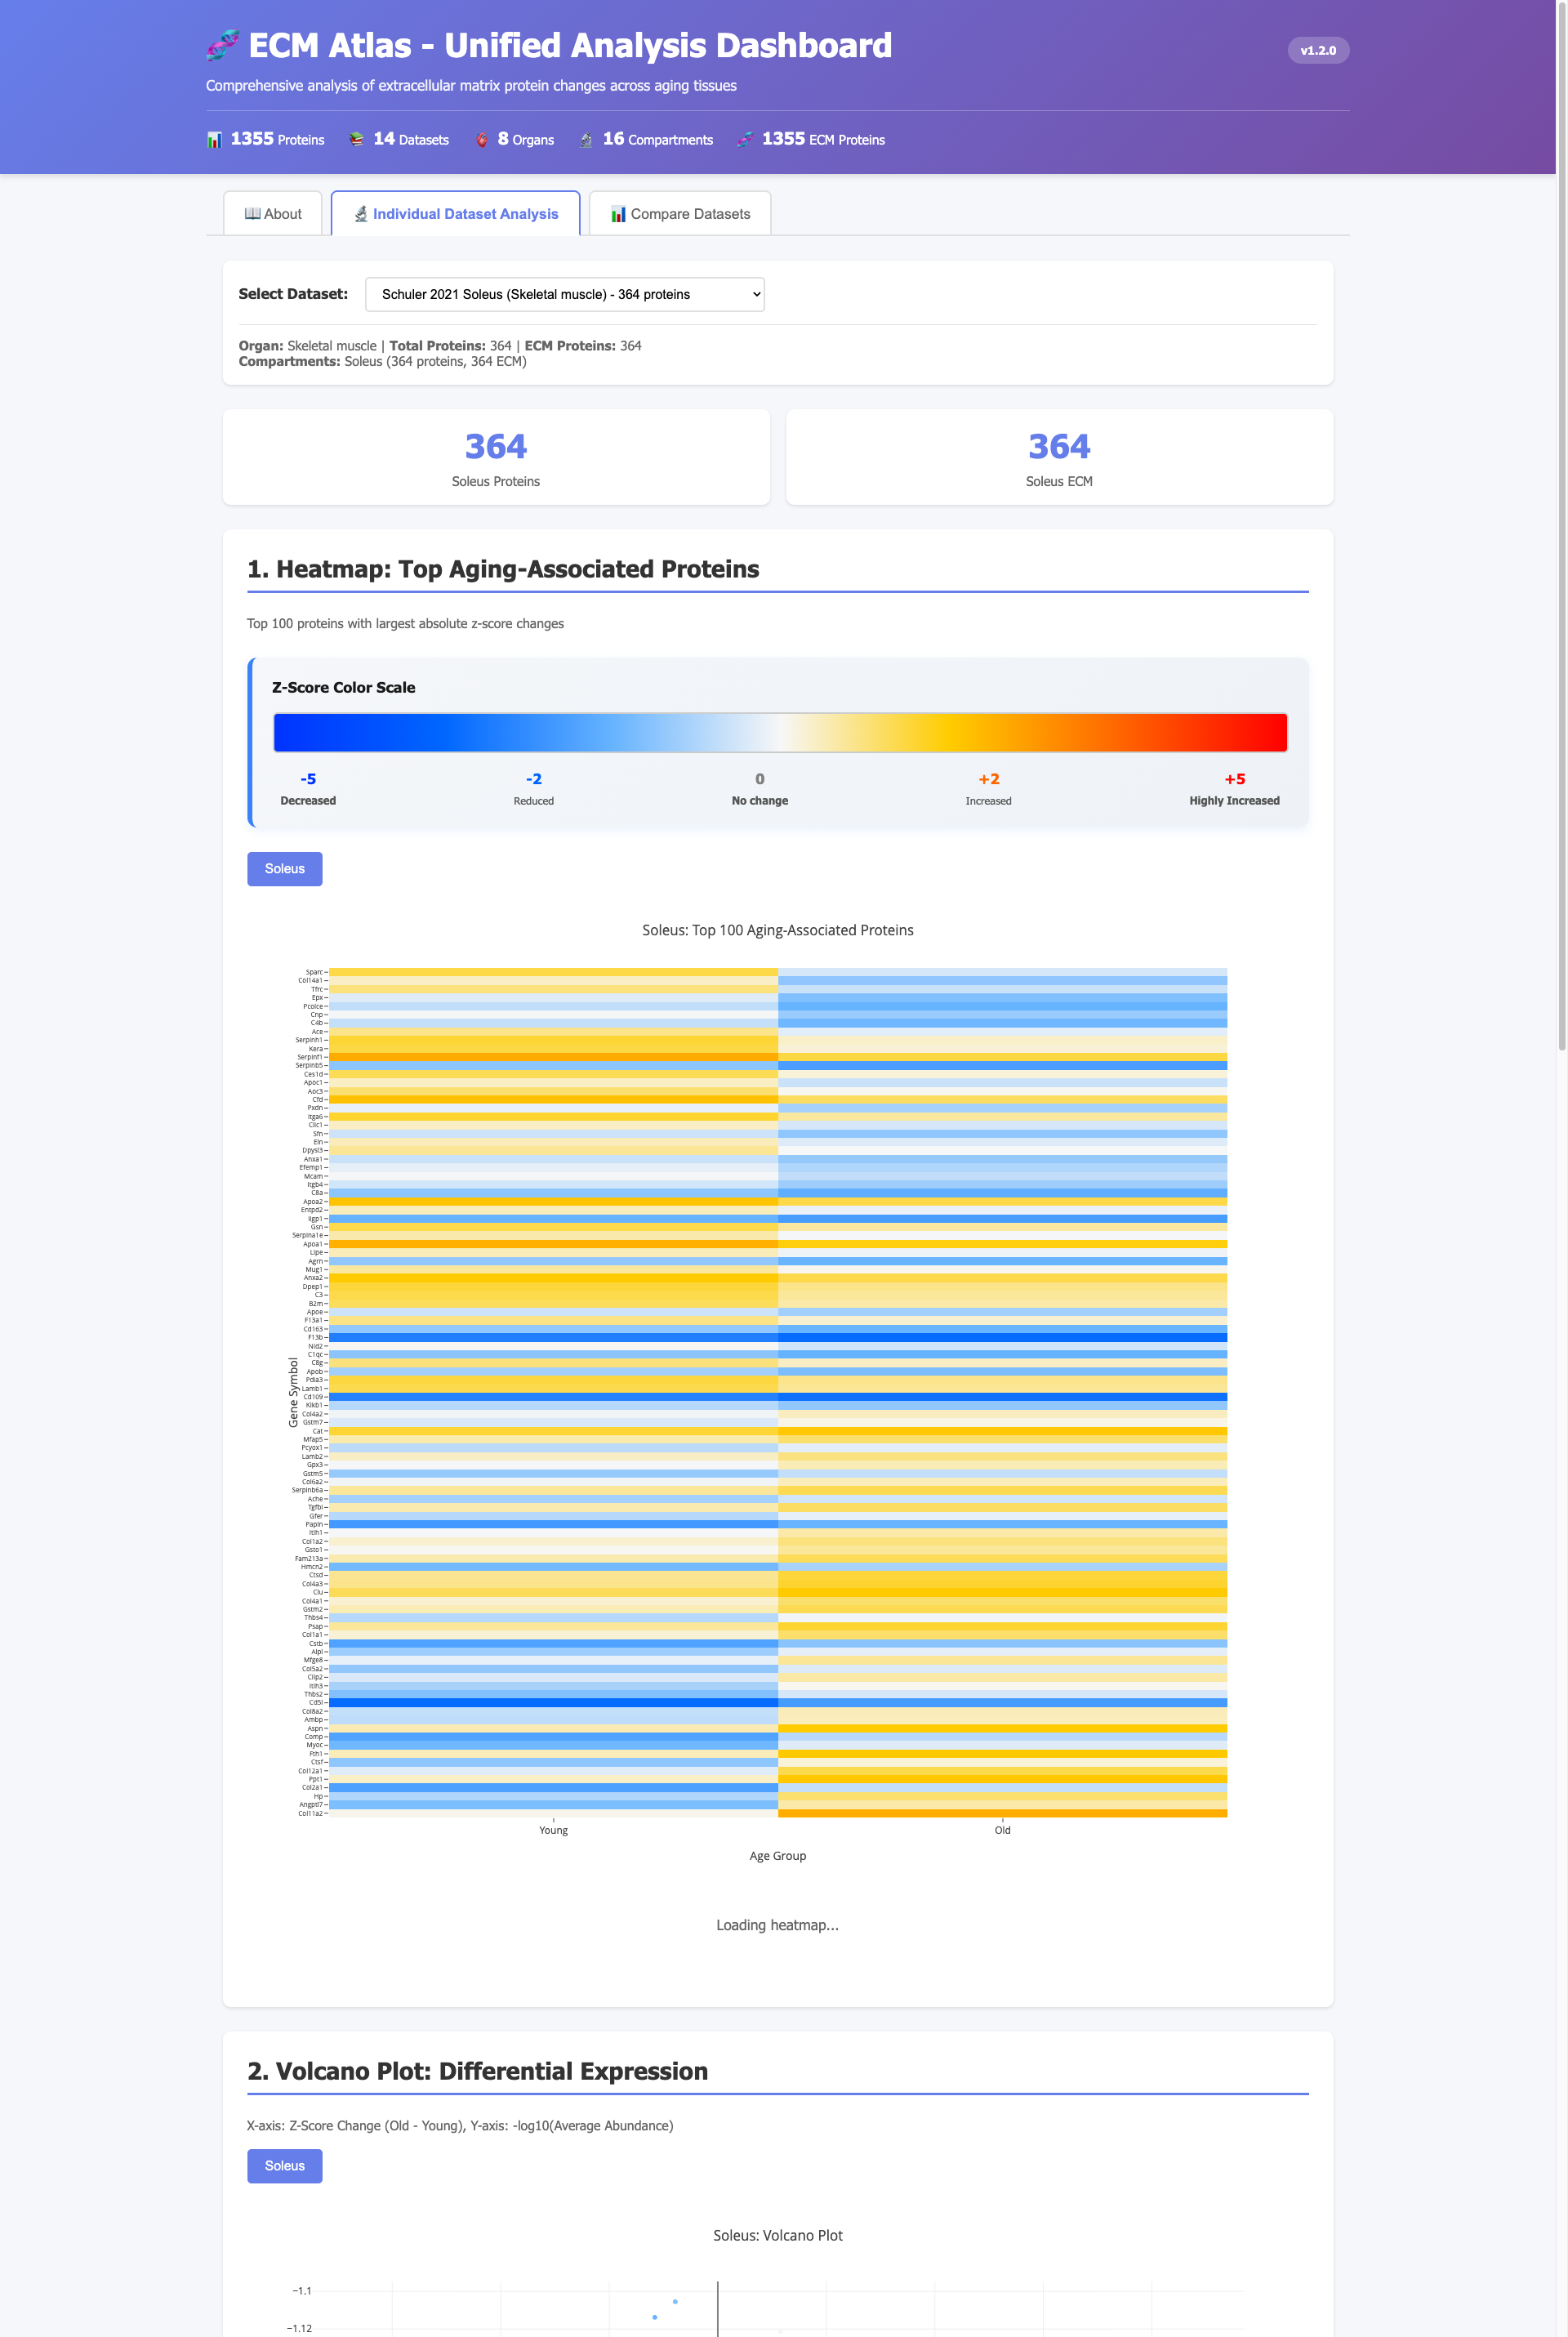 ECM Atlas - Unified Analysis Dashboard
v1.2.0
Comprehensive analysis of extracellular matrix protein changes across aging tissues
1355 Proteins
14 Datasets
8 Organs
16 Compartments
1355 ECM Proteins
About
Individual Dataset Analysis
Compare Datasets
Select Dataset:
Schuler 2021 Soleus (Skeletal muscle) - 364 proteins
Organ: Skeletal muscle | Total Proteins: 364 | ECM Proteins: 364
Compartments: Soleus (364 proteins, 364 ECM)
364
Soleus Proteins
364
Soleus ECM
1. Heatmap: Top Aging-Associated Proteins
Top 100 proteins with largest absolute z-score changes
Z-Score Color Scale
-5
Decreased
-2
Reduced
0
No change
+2
Increased
+5
Highly Increased
Soleus
Soleus: Top 100 Aging-Associated Proteins
Gene Symbol
Sparc
Col14a1
Tfrc
Epx
Pcolce
Cnp
C4b
Ace
Serpinh1
Kera
Serpinf1
Serpinb5
Ces1d
Apoc1
Aoc3
Cfd
Pxdn
Itga6
Clic1
Sfn
Eln
Dpysl3
Anxa1
Efemp1
Mcam
Itgb4
C8a
Apoa2
Entpd2
Iigp1
Gsn
Serpina1e
Apoa1
Lipe
Agrn
Mug1
Anxa2
Dpep1
C3
B2m
Apoe
F13a1
Cd163
F13b
Nid2
C1qc
C8g
Apob
Pdia3
Lamb1
Cd109
Klkb1
Col4a2
Gstm7
Cat
Mfap5
Pcyox1
Lamb2
Gpx3
Gstm5
Col6a2
Serpinb6a
Ache
Tgfbi
Gfer
Papln
Itih1
Col1a2
Gsto1
Fam213a
Hmcn2
Ctsd
Col4a3
Clu
Col4a1
Gstm2
Thbs4
Psap
Col1a1
Cstb
Alpl
Mfge8
Col5a2
Cilp2
Itih3
Thbs2
Cd5l
Col8a2
Ambp
Aspn
Comp
Myoc
Fth1
Ctsf
Col12a1
Ppt1
Col2a1
Hp
Angptl7
Col11a2
Young
Old
Age Group
Loading heatmap...
2. Volcano Plot: Differential Expression
X-axis: Z-Score Change (Old - Young), Y-axis: -log10(Average Abundance)
Soleus
Soleus: Volcano Plot
−1.1
−1.12